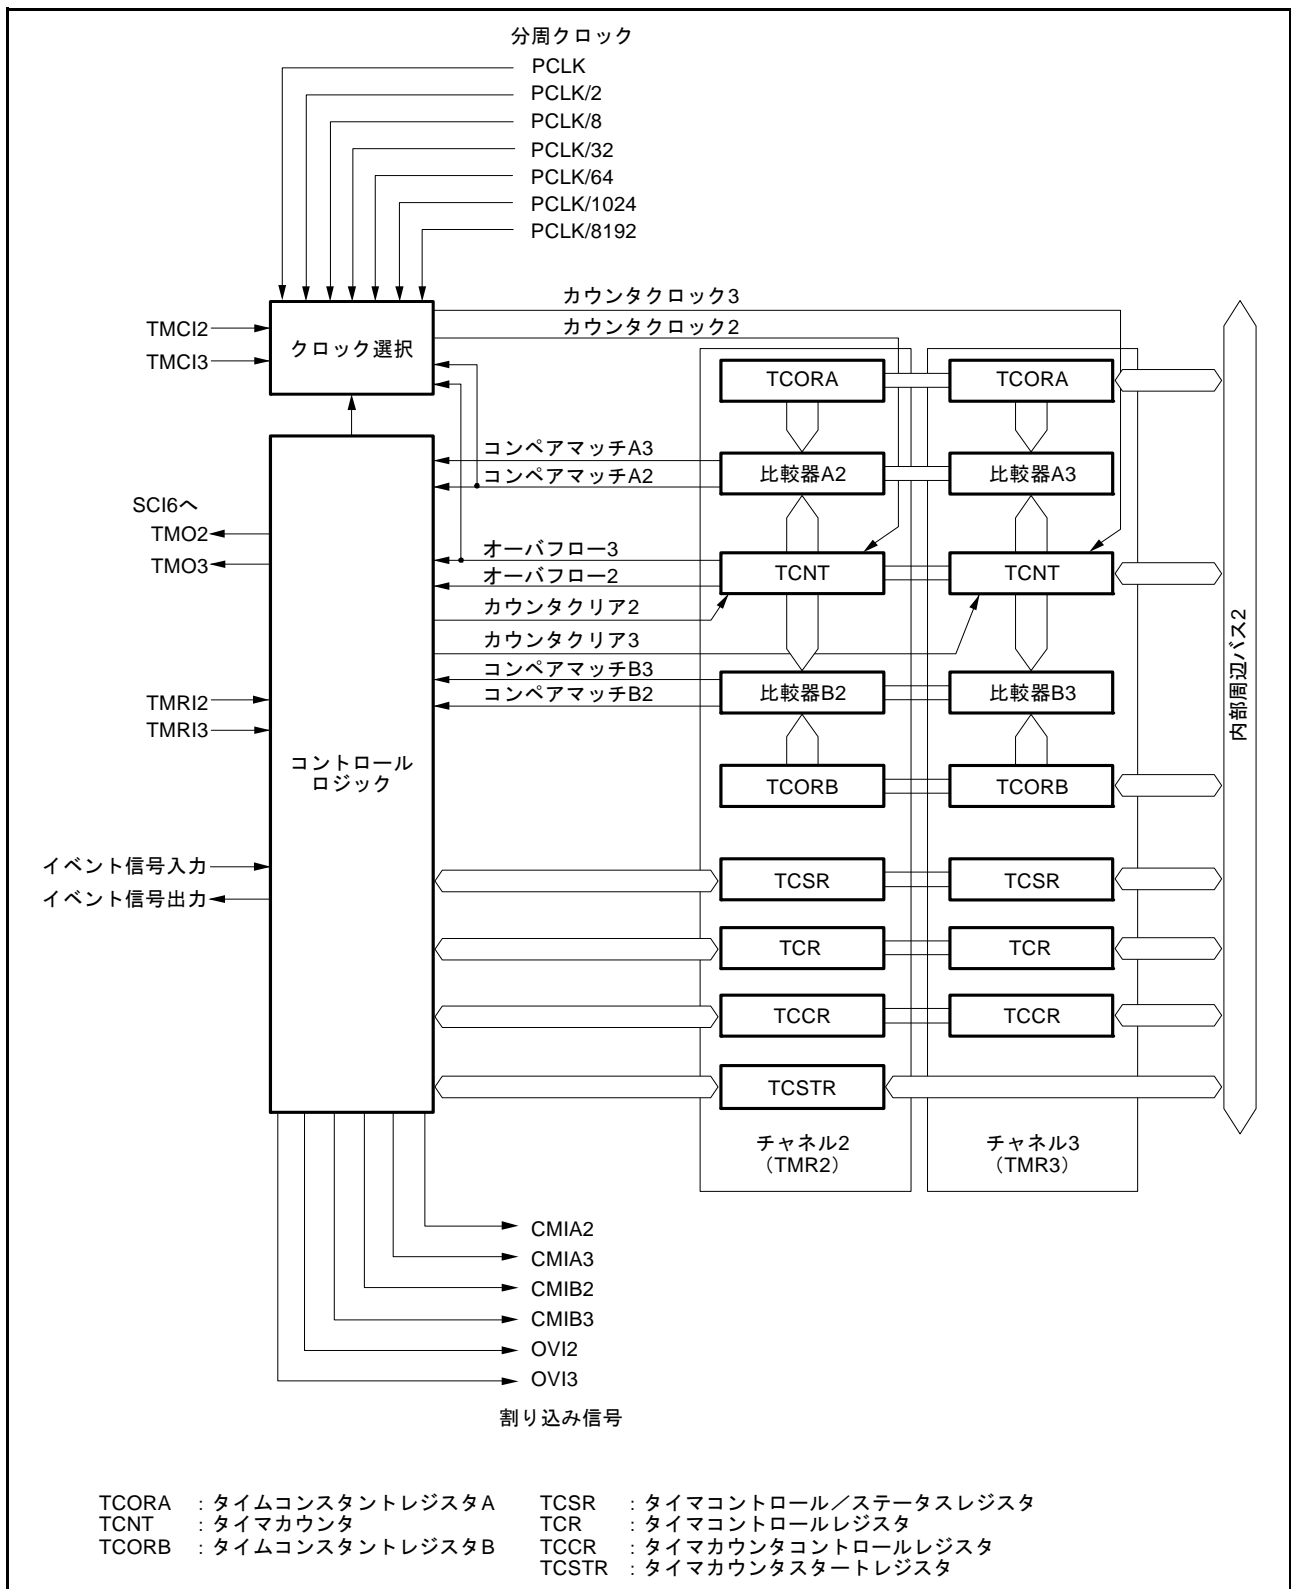 分周クロック
PCLK
PCLK/2
PCLK/8
PCLK/32
PCLK/64
PCLK/1024
PCLK/8192
カウンタクロック3
カウンタクロック2
TMCI2
TMCI3
クロック選択
TCORA
TCORA
コンペアマッチA3
コンペアマッチA2
比較器A2
比較器A3
SCI6へ
TMO2
TMO3
オーバフロー3
オーバフロー2
TCNT
TCNT
カウンタクリア2
カウンタクリア3
コンペアマッチB3
コンペアマッチB2
比較器B2
比較器B3
内部周辺バス2
TMRI2
TMRI3
コントロール
ロジック
TCORB
TCORB
イベント信号入力
イベント信号出力
TCSR
TCSR
TCR
TCR
TCCR
TCCR
TCSTR
チャネル2
（TMR2）
チャネル3
（TMR3）
CMIA2
CMIA3
CMIB2
CMIB3
OVI2
OVI3
割り込み信号
TCORA ：タイムコンスタントレジスタA
TCNT ：タイマカウンタ
TCORB ：タイムコンスタントレジスタB
TCSR ：タイマコントロール／ステータスレジスタ
TCR ：タイマコントロールレジスタ
TCCR ：タイマカウンタコントロールレジスタ
TCSTR ：タイマカウンタスタートレジスタ